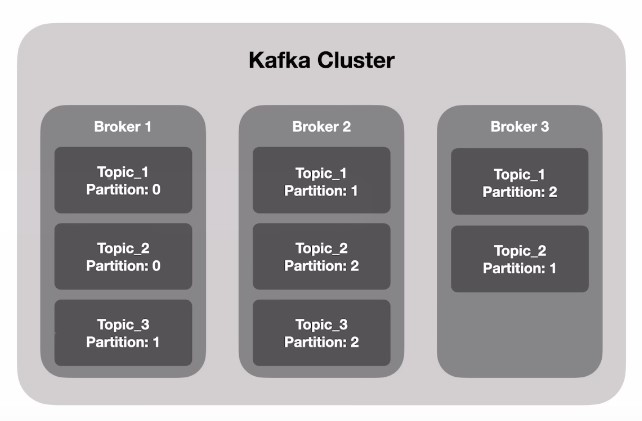 Kafka Cluster
Broker 1
Topic_1
Partition: 0
Topic_2
Partition: 0
Topic_3
Partition: 1
Broker 2
Topic_1
Partition: 1
Topic_2
Partition: 2
Topic_3
Partition: 2
Broker 3
Topic_1
Partition: 2
Topic_2
Partition: 1